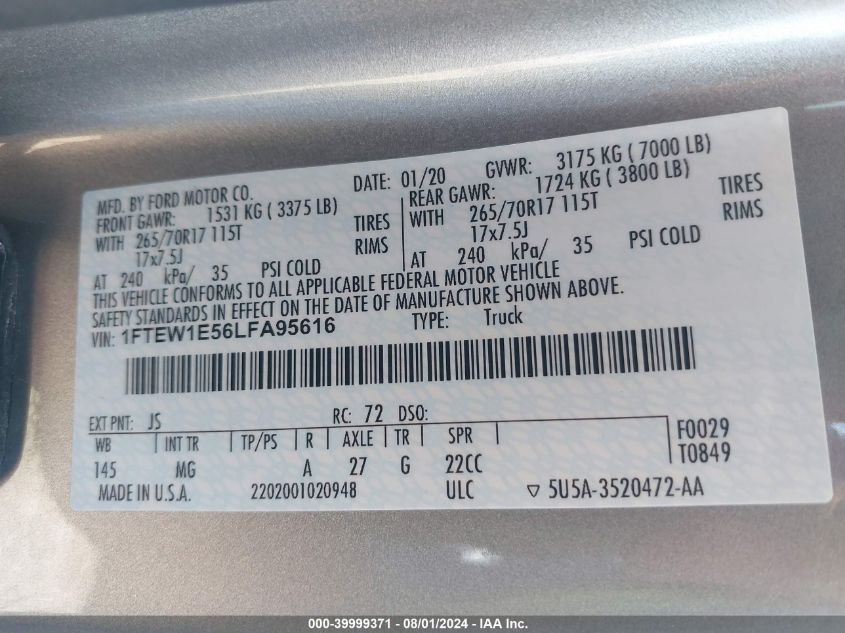 MFD. BY FORD MOTOR CO. DATE: 01/20 GVWR: 3175 KG ( 7000 LB)
FRONT GAWR: 1531 KG ( 3375 LB) REAR GAWR: 1724 KG ( 3800 LB)
WITH 265/70R17 115T TIRES WITH 265/70R17 115T TIRES
17x7.5J RIMS 17x7.5J RIMS
AT 240 kPa/ 35 PSI COLD AT 240 kPa/ 35 PSI COLD
THIS VEHICLE CONFORMS TO ALL APPLICABLE FEDERAL MOTOR VEHICLE
SAFETY STANDARDS IN EFFECT ON THE DATE OF MANUFACTURE SHOWN ABOVE.
VIN: 1FTEW1E56LFA95616 TYPE: Truck
EXT PNT: JS RC: 72 DSO:
WB INT TR TP/PS R AXLE TR SPR F0029
145 MG A 27 G 22CC T0849
MADE IN U.S.A. 2202001020948 ULC ▽ 5U5A-3520472-AA
000-39999371 - 08/01/2024 - IAA Inc.